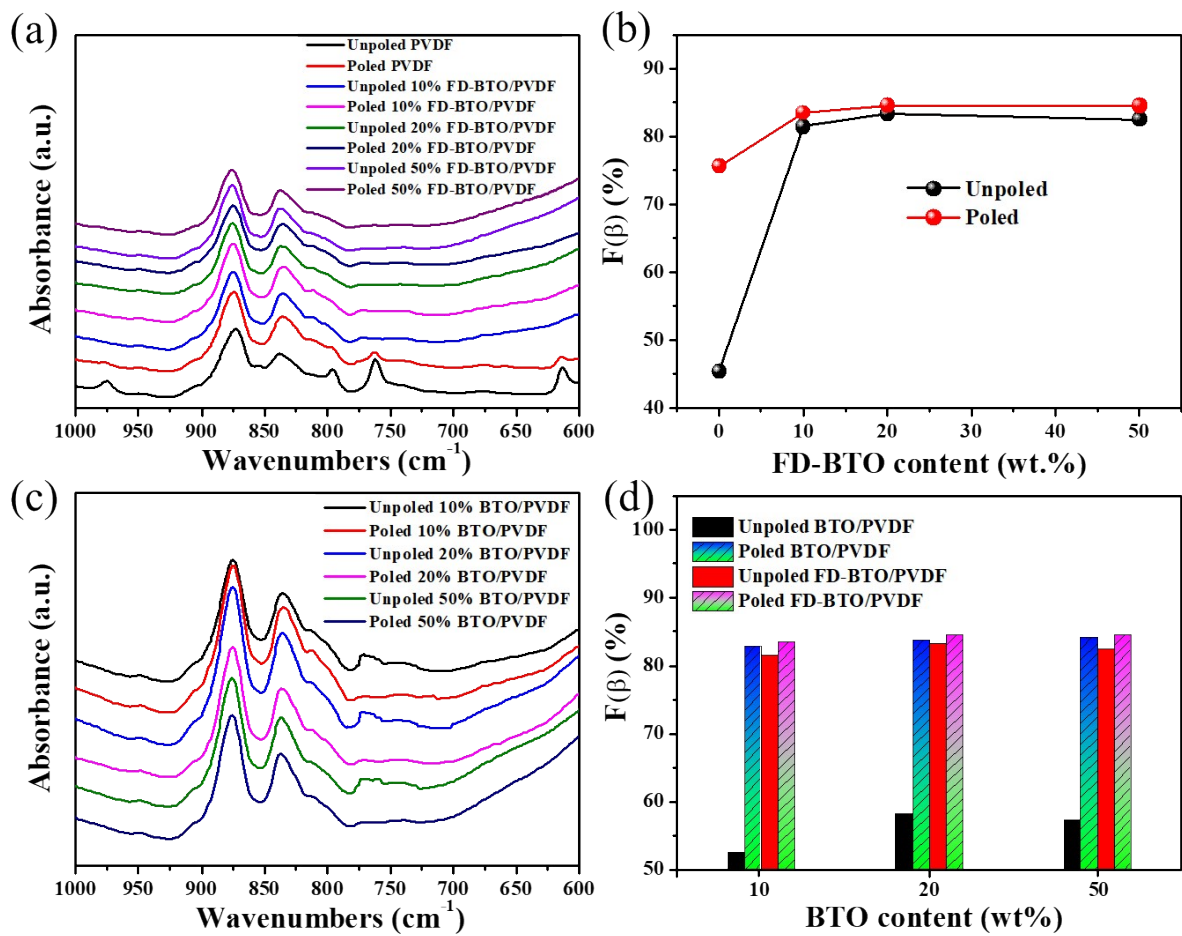 (a)
Unpoled PVDF
Poled PVDF
Unpoled 10% FD-BTO/PVDF
Poled 10% FD-BTO/PVDF
Unpoled 20% FD-BTO/PVDF
Poled 20% FD-BTO/PVDF
Unpoled 50% FD-BTO/PVDF
Poled 50% FD-BTO/PVDF
Absorbance (a.u.)
1000 950 900 850 800 750 700 650 600
Wavenumbers (cm⁻¹)
(b)
95
90
80
70
60
50
40
F(β) (%)
Unpoled
Poled
0 10 20 30 40 50
FD-BTO content (wt.%)
(c)
Unpoled 10% BTO/PVDF
Poled 10% BTO/PVDF
Unpoled 20% BTO/PVDF
Poled 20% BTO/PVDF
Unpoled 50% BTO/PVDF
Poled 50% BTO/PVDF
Absorbance (a.u.)
1000 950 900 850 800 750 700 650 600
Wavenumbers (cm⁻¹)
(d)
100
90
80
70
60
50
F(β) (%)
Unpoled BTO/PVDF
Poled BTO/PVDF
Unpoled FD-BTO/PVDF
Poled FD-BTO/PVDF
10 20 50
BTO content (wt%)